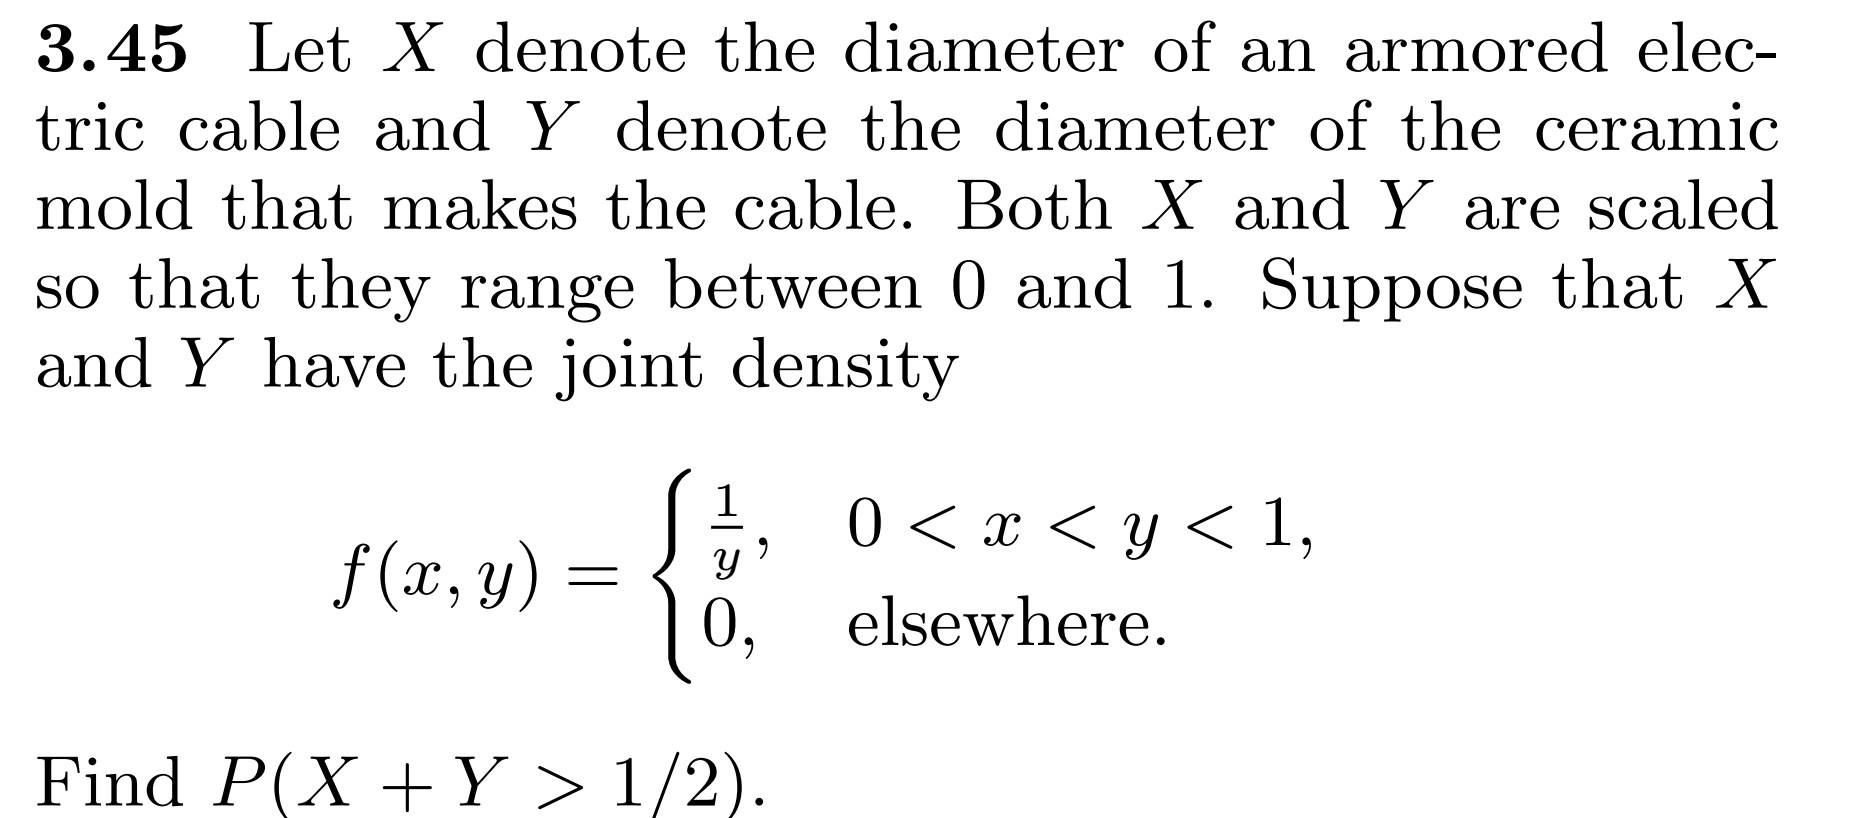 3.45 Let X denote the diameter of an armored elec-
tric cable and Y denote the diameter of the ceramic
mold that makes the cable. Both X and Y are scaled
so that they range between 0 and 1. Suppose that X
and Y have the joint density
f(x, y) = { 1/y, 0 < x < y < 1,
0, elsewhere.
Find P(X + Y > 1/2).